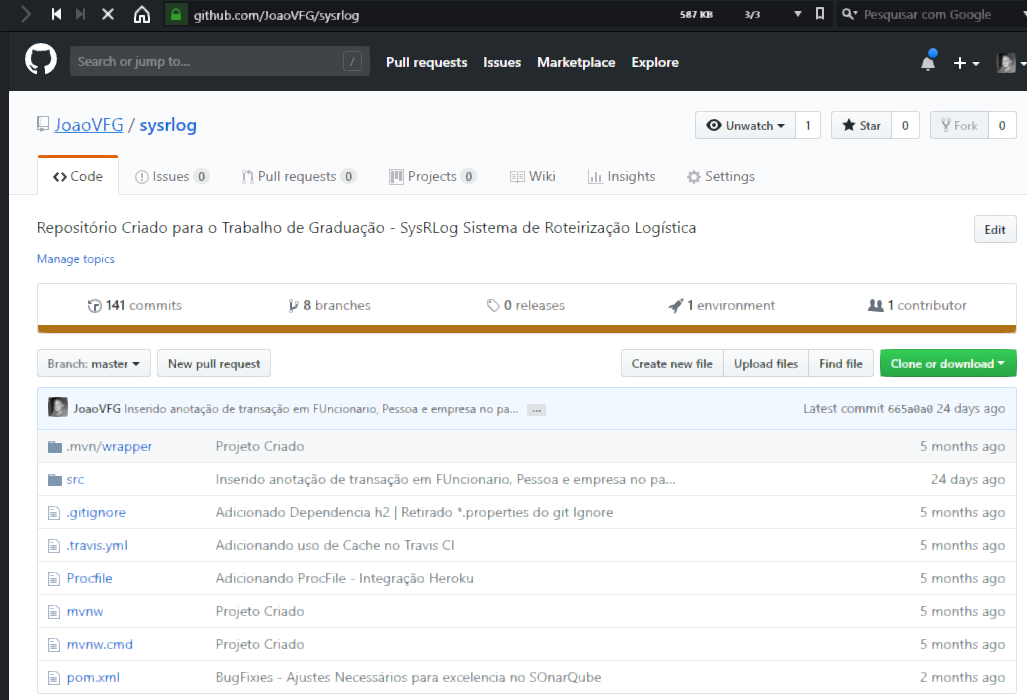 github.com/JoaoVFG/sysrlog 587 KB 3/3 Pesquisar com Google
Search or jump to... / Pull requests Issues Marketplace Explore
JoaoVFG / sysrlog Unwatch 1 Star 0 Fork 0
Code Issues 0 Pull requests 0 Projects 0 Wiki Insights Settings
Repositório Criado para o Trabalho de Graduação - SysRLog Sistema de Roteirização Logística Edit
Manage topics
141 commits 8 branches 0 releases 1 environment 1 contributor
Branch: master New pull request Create new file Upload files Find file Clone or download
JoaoVFG Inserido anotação de transação em FUncionario, Pessoa e empresa no pa... ... Latest commit 665a0a0 24 days ago
.mvn/wrapper Projeto Criado 5 months ago
src Inserido anotação de transação em FUncionario, Pessoa e empresa no pa... 24 days ago
.gitignore Adicionado Dependencia h2 | Retirado *.properties do git Ignore 5 months ago
.travis.yml Adicionando uso de Cache no Travis CI 5 months ago
Procfile Adicionando ProcFile - Integração Heroku 5 months ago
mvnw Projeto Criado 5 months ago
mvnw.cmd Projeto Criado 5 months ago
pom.xml BugFixies - Ajustes Necessários para excelencia no SOnarQube 2 months ago